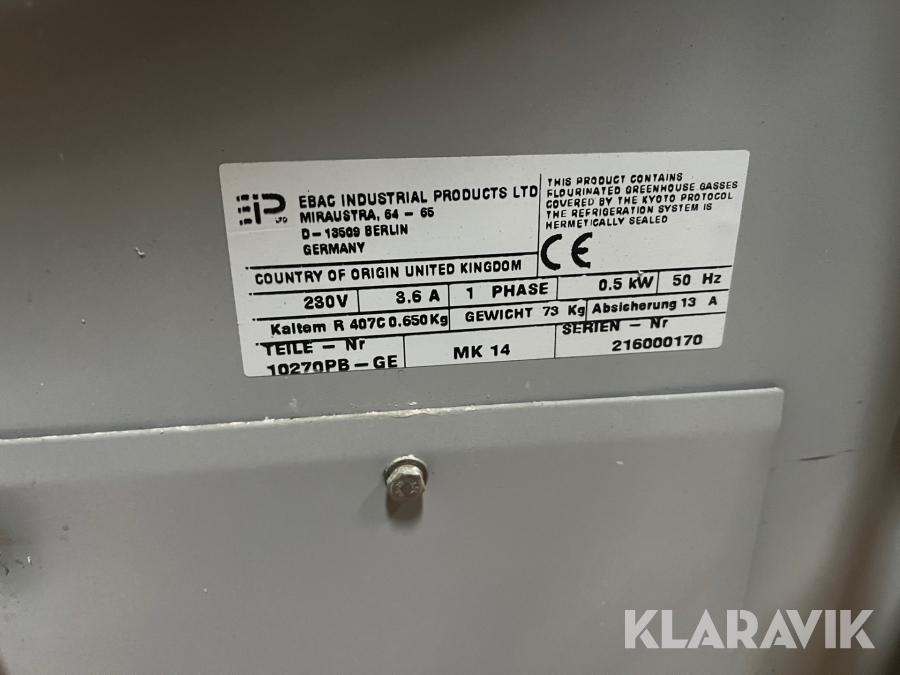 EIP LTD
EBAC INDUSTRIAL PRODUCTS LTD
MIRAUSTRA, 64 - 65
D-13509 BERLIN
GERMANY
THIS PRODUCT CONTAINS
FLOURINATED GREENHOUSE GASSES
COVERED BY THE KYOTO PROTOCOL
THE REFRIGERATION SYSTEM IS
HERMETICALLY SEALED
CE
COUNTRY OF ORIGIN UNITED KINGDOM
230V 3.6 A 1 PHASE 0.5 kW 50 Hz
Kaltem R 407C 0.650Kg GEWICHT 73 Kg Absicherung 13 A
TEILE - Nr
10270PB-GE
MK 14
SERIEN - Nr
216000170
KLARAVIK